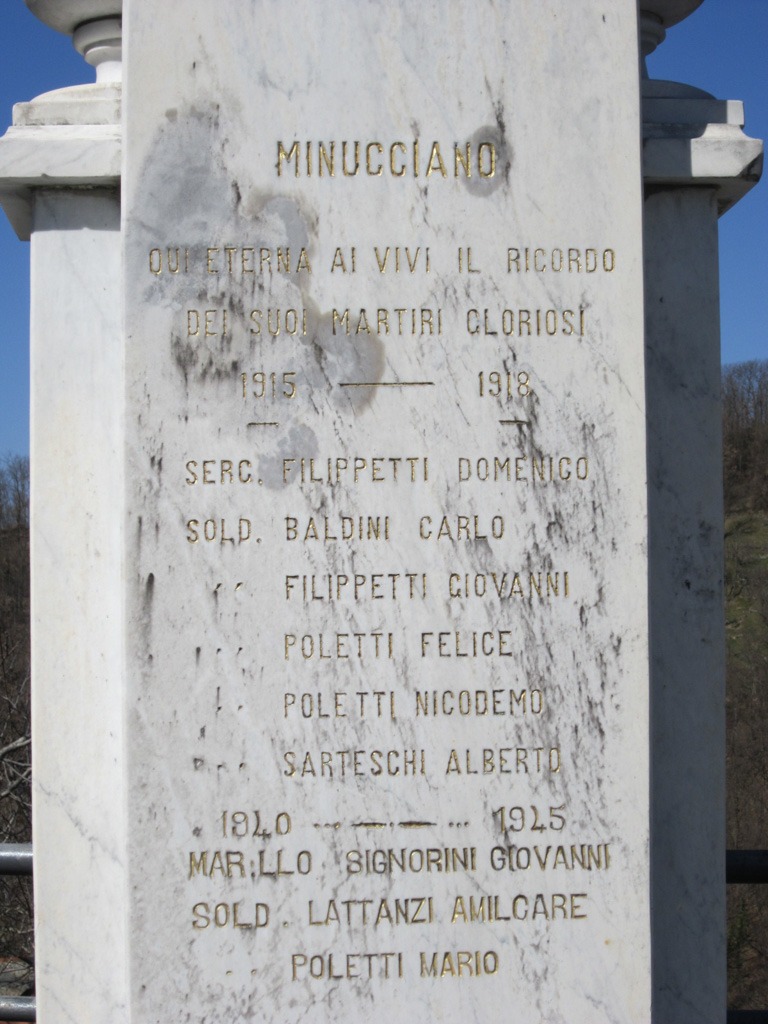 MINUCCIANO
QUI ETERNA AI VIVI IL RICORDO
DEI SUOI MARTIRI GLORIOSI
1915 — 1918
SERG. FILIPPETTI DOMENICO
SOLD. BALDINI CARLO
,, FILIPPETTI GIOVANNI
,, POLETTI FELICE
,, POLETTI NICODEMO
,, SARTESCHI ALBERTO
1940 — 1945
MAR.LLO SIGNORINI GIOVANNI
SOLD. LATTANZI AMILCARE
,, POLETTI MARIO